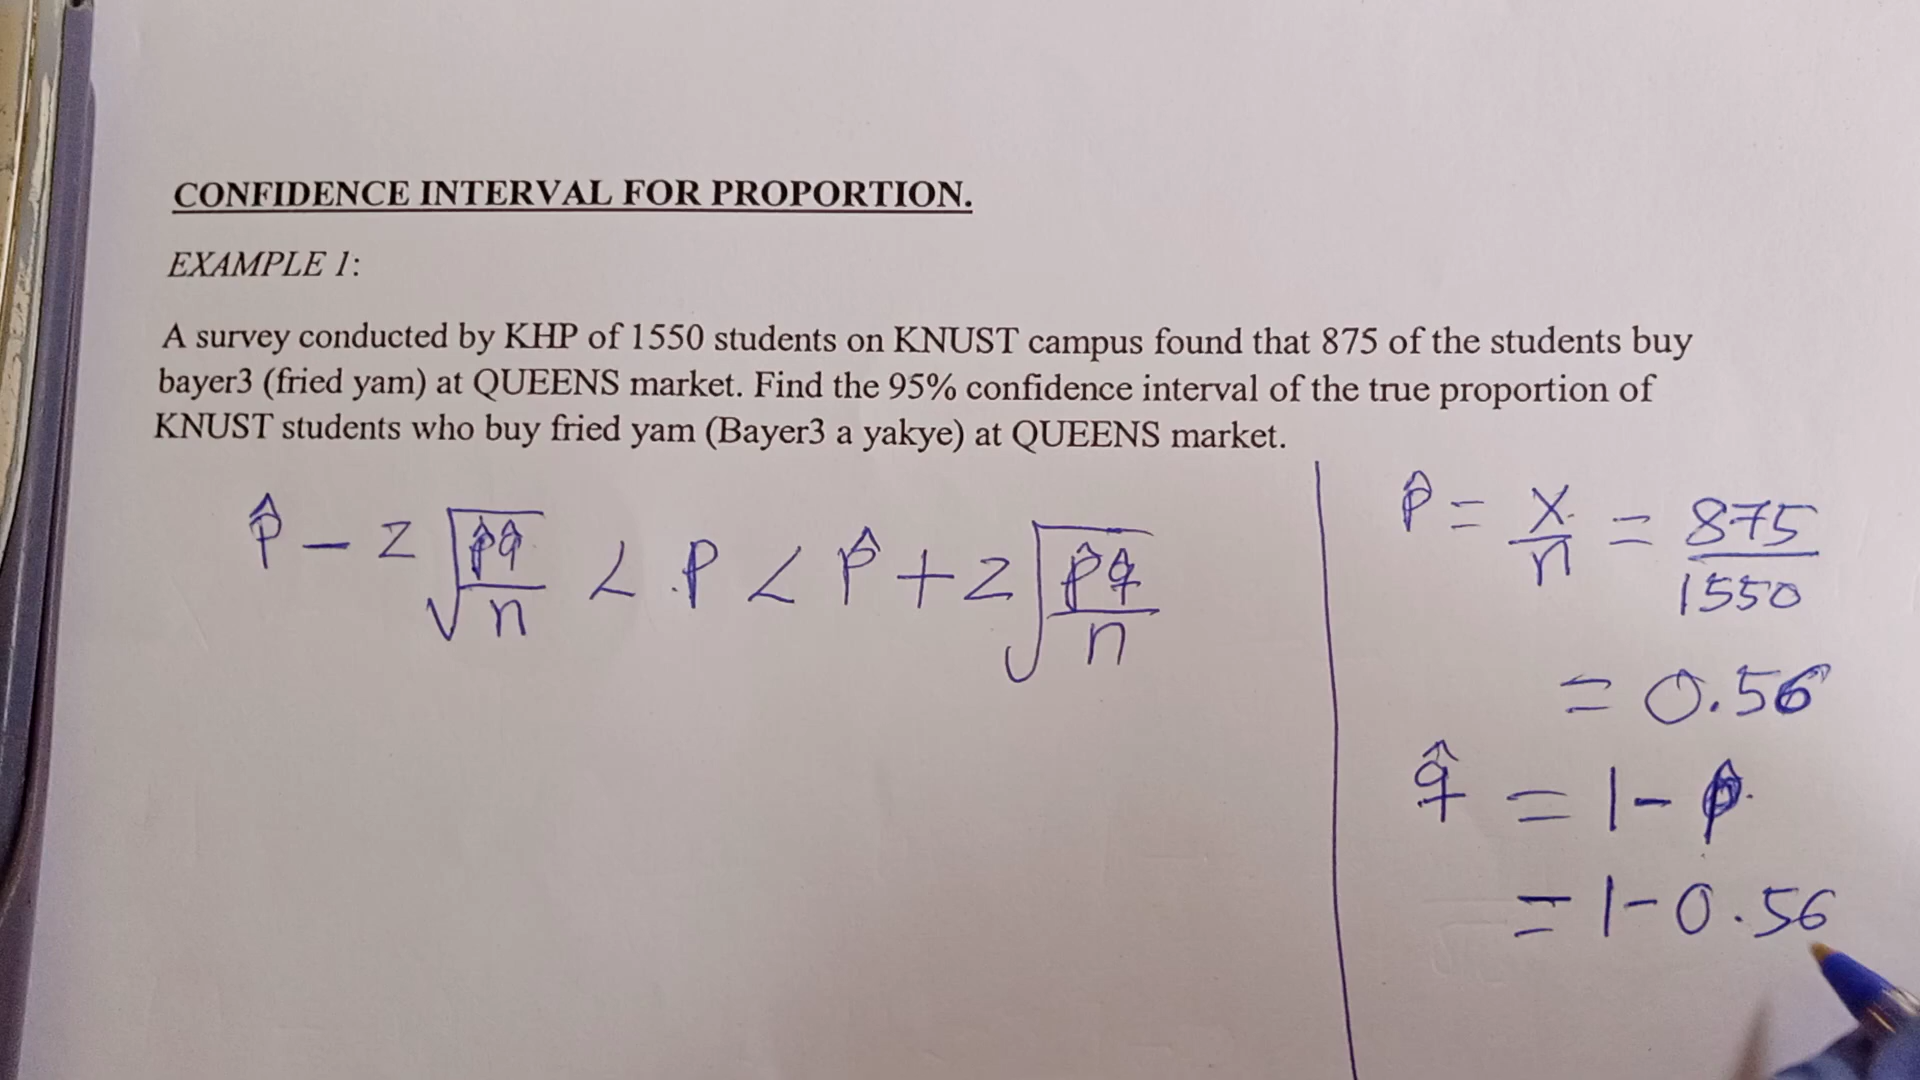 CONFIDENCE INTERVAL FOR PROPORTION.
EXAMPLE 1:
A survey conducted by KHP of 1550 students on KNUST campus found that 875 of the students buy
bayer3 (fried yam) at QUEENS market. Find the 95% confidence interval of the true proportion of
KNUST students who buy fried yam (Bayer3 a yakye) at QUEENS market.
p̂ - z √(p̂q̂/n) < p < p̂ + z √(p̂q̂/n)
p̂ = x/n = 875/1550
= 0.56
q̂ = 1 - p̂
= 1 - 0.56